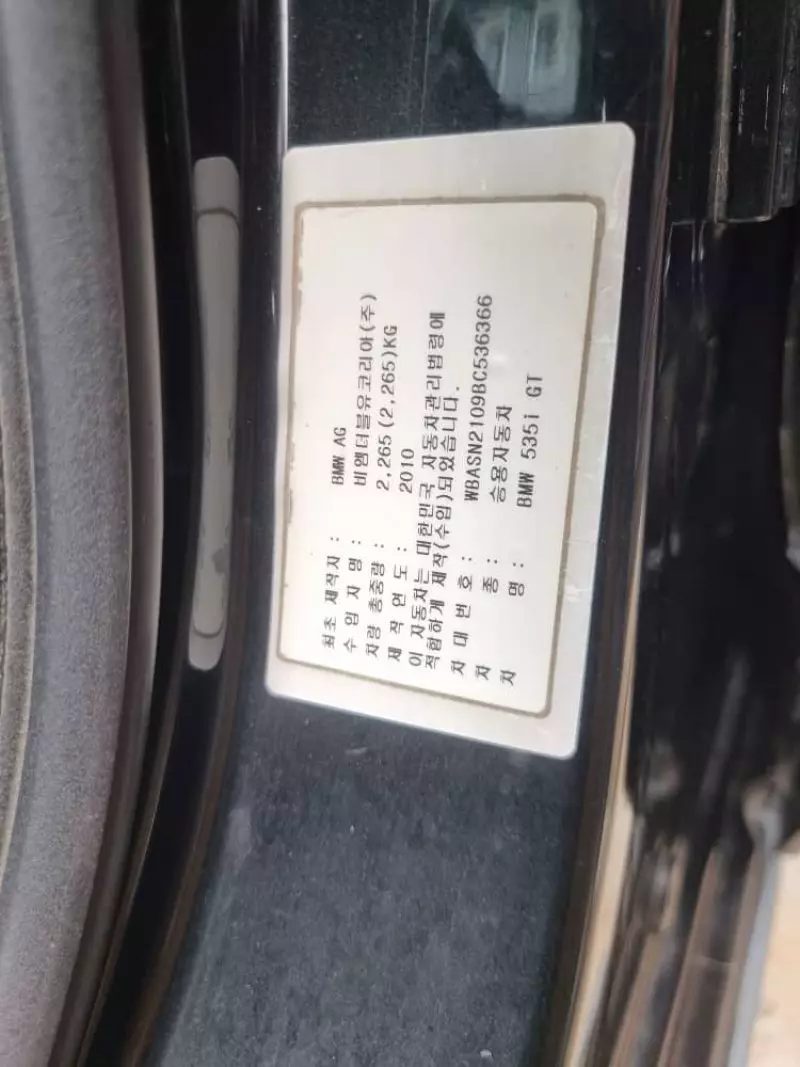 최초 제작자 : BMW AG
수 입 자 명 : 비엠더블유코리아(주)
차량 총중량 : 2,265(2,265)KG
제 작 연 도 : 2010
이 자동차는 대한민국 자동차관리법령에
적합하게 제작(수입)되었습니다.
차 대 번 호 : WBASN2109BC536366
차 종 : 승용자동차
차 명 : BMW 535i GT